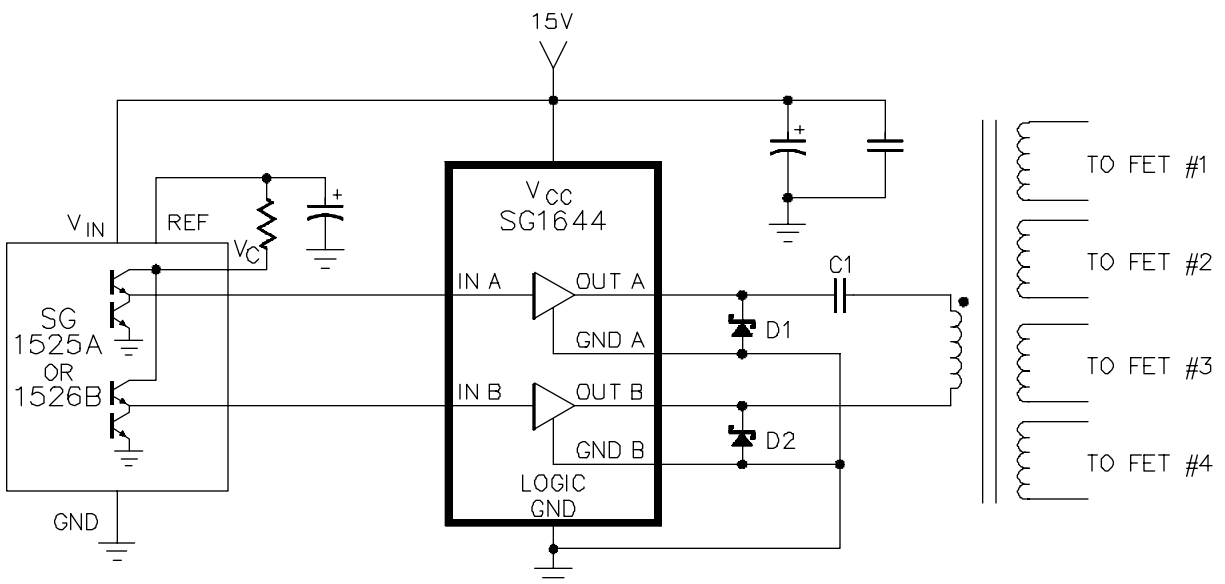 15V
V CC
SG1644
V IN
REF
V C
+
+
IN A
OUT A
C1
SG
1525A
OR
1526B
GND A
D1
IN B
OUT B
GND B
D2
LOGIC
GND
GND
TO FET #1
TO FET #2
TO FET #3
TO FET #4